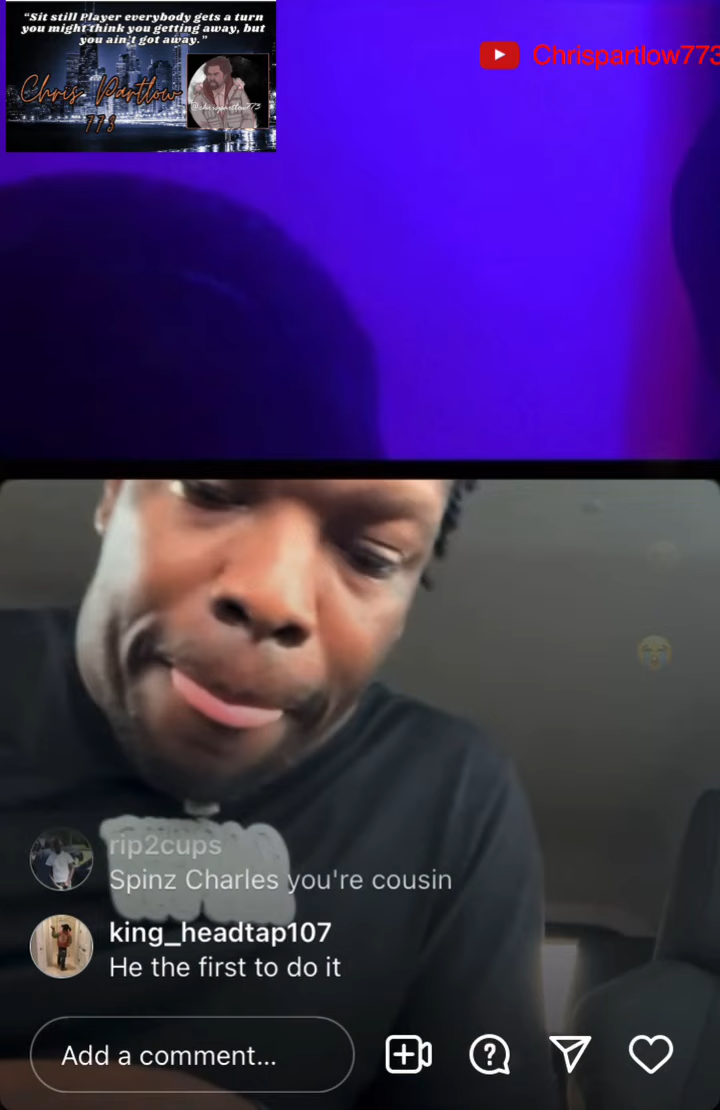 “Sit still Player everybody gets a turn
you might think you getting away, but
you ain't got away.”
Chris Partlow
773
@chrispartlow773
Chrispartlow773
rip2cups
Spinz Charles you're cousin
king_headtap107
He the first to do it
Add a comment...